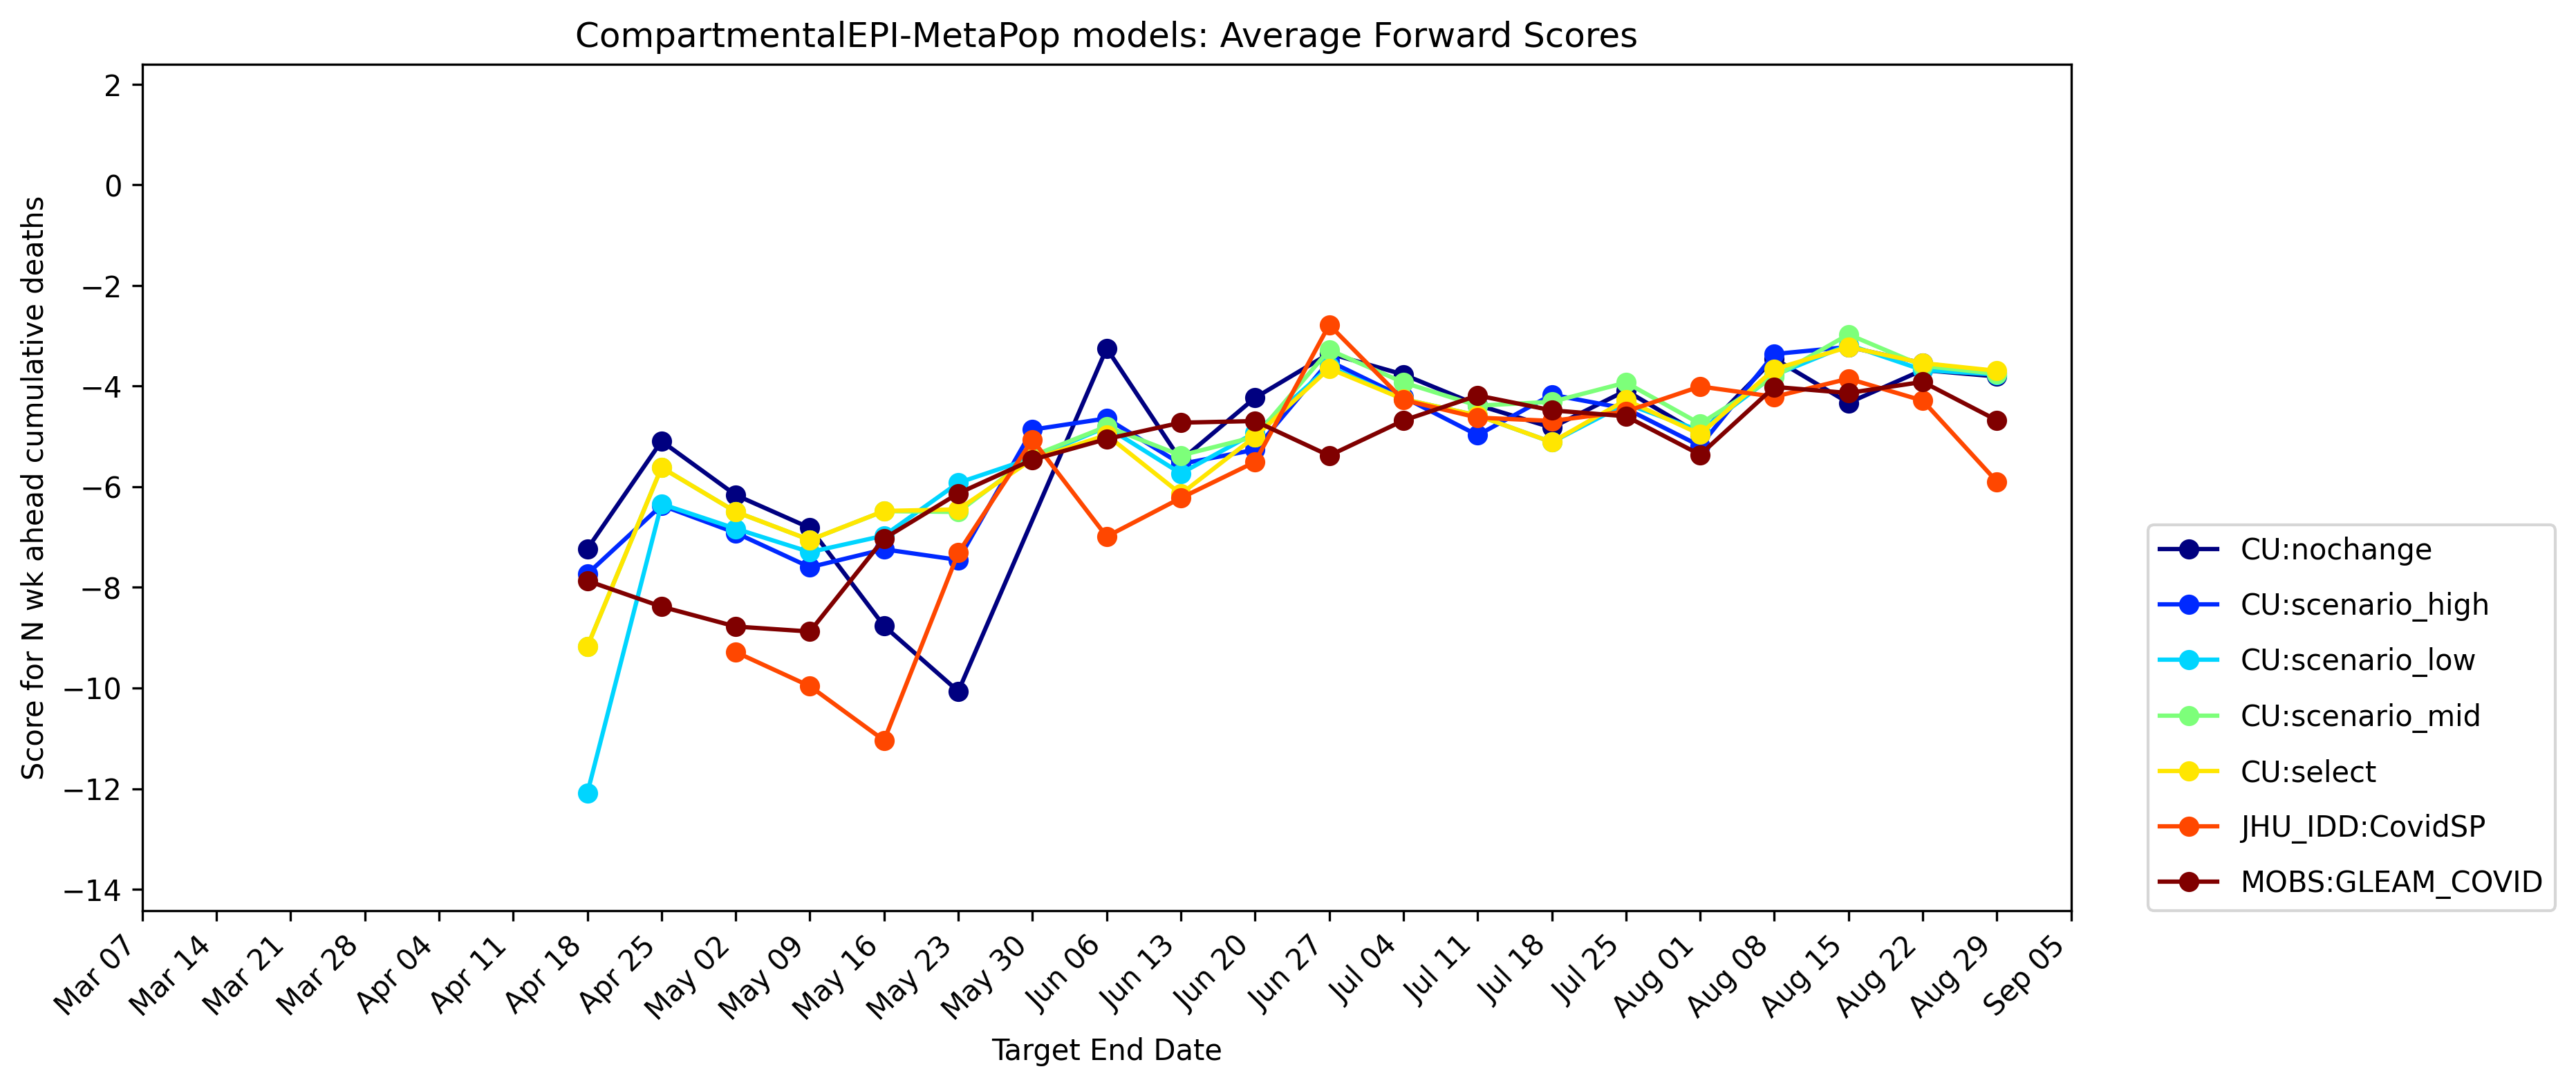 CompartmentalEPI-MetaPop models: Average Forward Scores
Score for N wk ahead cumulative deaths
2
0
−2
−4
−6
−8
−10
−12
−14
Mar 07
Mar 14
Mar 21
Mar 28
Apr 04
Apr 11
Apr 18
Apr 25
May 02
May 09
May 16
May 23
May 30
Jun 06
Jun 13
Jun 20
Jun 27
Jul 04
Jul 11
Jul 18
Jul 25
Aug 01
Aug 08
Aug 15
Aug 22
Aug 29
Sep 05
Target End Date
CU:nochange
CU:scenario_high
CU:scenario_low
CU:scenario_mid
CU:select
JHU_IDD:CovidSP
MOBS:GLEAM_COVID